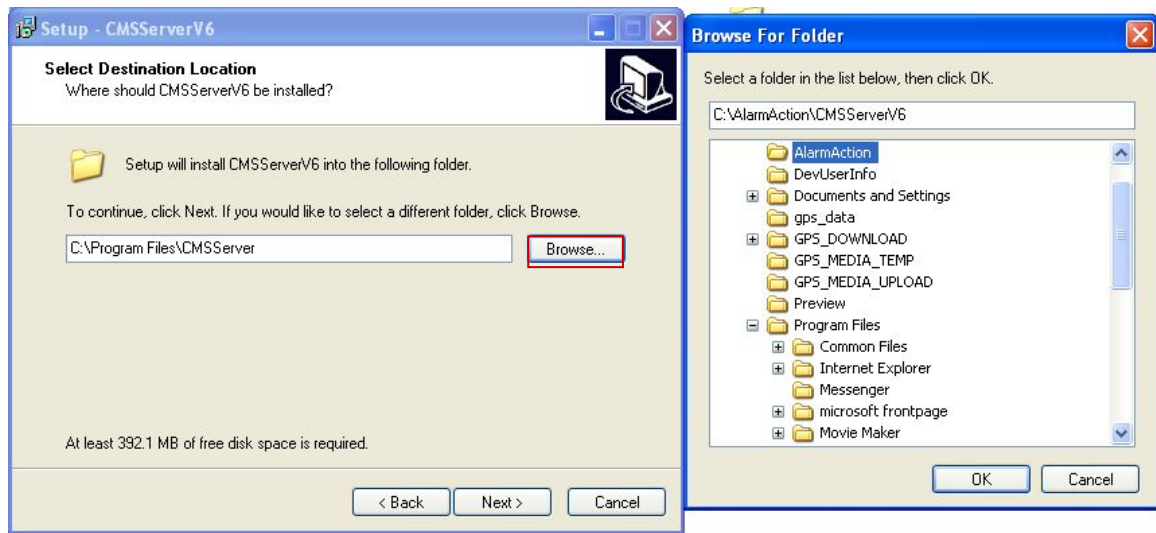 Setup - CMSServerV6
Select Destination Location
Where should CMSServerV6 be installed?
Setup will install CMSServerV6 into the following folder.
To continue, click Next. If you would like to select a different folder, click Browse.
C:\Program Files\CMSServer
Browse...
At least 392.1 MB of free disk space is required.
< Back
Next >
Cancel
Browse For Folder
Select a folder in the list below, then click OK.
C:\AlarmAction\CMSServerV6
AlarmAction
DevUserInfo
Documents and Settings
gps_data
GPS_DOWNLOAD
GPS_MEDIA_TEMP
GPS_MEDIA_UPLOAD
Preview
Program Files
Common Files
Internet Explorer
Messenger
microsoft frontpage
Movie Maker
OK
Cancel